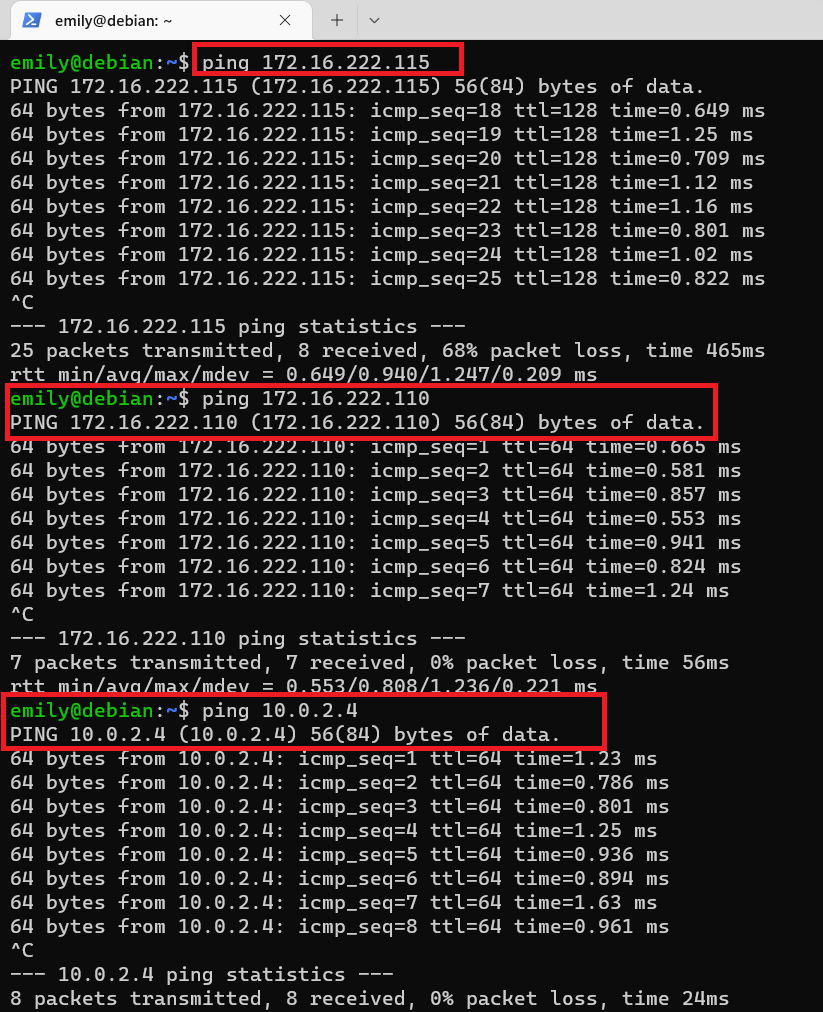 emily@debian: ~
emily@debian:~$ ping 172.16.222.115
PING 172.16.222.115 (172.16.222.115) 56(84) bytes of data.
64 bytes from 172.16.222.115: icmp_seq=18 ttl=128 time=0.649 ms
64 bytes from 172.16.222.115: icmp_seq=19 ttl=128 time=1.25 ms
64 bytes from 172.16.222.115: icmp_seq=20 ttl=128 time=0.709 ms
64 bytes from 172.16.222.115: icmp_seq=21 ttl=128 time=1.12 ms
64 bytes from 172.16.222.115: icmp_seq=22 ttl=128 time=1.16 ms
64 bytes from 172.16.222.115: icmp_seq=23 ttl=128 time=0.801 ms
64 bytes from 172.16.222.115: icmp_seq=24 ttl=128 time=1.02 ms
64 bytes from 172.16.222.115: icmp_seq=25 ttl=128 time=0.822 ms
^C
--- 172.16.222.115 ping statistics ---
25 packets transmitted, 8 received, 68% packet loss, time 465ms
rtt min/avg/max/mdev = 0.649/0.940/1.247/0.209 ms
emily@debian:~$ ping 172.16.222.110
PING 172.16.222.110 (172.16.222.110) 56(84) bytes of data.
64 bytes from 172.16.222.110: icmp_seq=1 ttl=64 time=0.665 ms
64 bytes from 172.16.222.110: icmp_seq=2 ttl=64 time=0.581 ms
64 bytes from 172.16.222.110: icmp_seq=3 ttl=64 time=0.857 ms
64 bytes from 172.16.222.110: icmp_seq=4 ttl=64 time=0.553 ms
64 bytes from 172.16.222.110: icmp_seq=5 ttl=64 time=0.941 ms
64 bytes from 172.16.222.110: icmp_seq=6 ttl=64 time=0.824 ms
64 bytes from 172.16.222.110: icmp_seq=7 ttl=64 time=1.24 ms
^C
--- 172.16.222.110 ping statistics ---
7 packets transmitted, 7 received, 0% packet loss, time 56ms
rtt min/avg/max/mdev = 0.553/0.808/1.236/0.221 ms
emily@debian:~$ ping 10.0.2.4
PING 10.0.2.4 (10.0.2.4) 56(84) bytes of data.
64 bytes from 10.0.2.4: icmp_seq=1 ttl=64 time=1.23 ms
64 bytes from 10.0.2.4: icmp_seq=2 ttl=64 time=0.786 ms
64 bytes from 10.0.2.4: icmp_seq=3 ttl=64 time=0.801 ms
64 bytes from 10.0.2.4: icmp_seq=4 ttl=64 time=1.25 ms
64 bytes from 10.0.2.4: icmp_seq=5 ttl=64 time=0.936 ms
64 bytes from 10.0.2.4: icmp_seq=6 ttl=64 time=0.894 ms
64 bytes from 10.0.2.4: icmp_seq=7 ttl=64 time=1.63 ms
64 bytes from 10.0.2.4: icmp_seq=8 ttl=64 time=0.961 ms
^C
--- 10.0.2.4 ping statistics ---
8 packets transmitted, 8 received, 0% packet loss, time 24ms